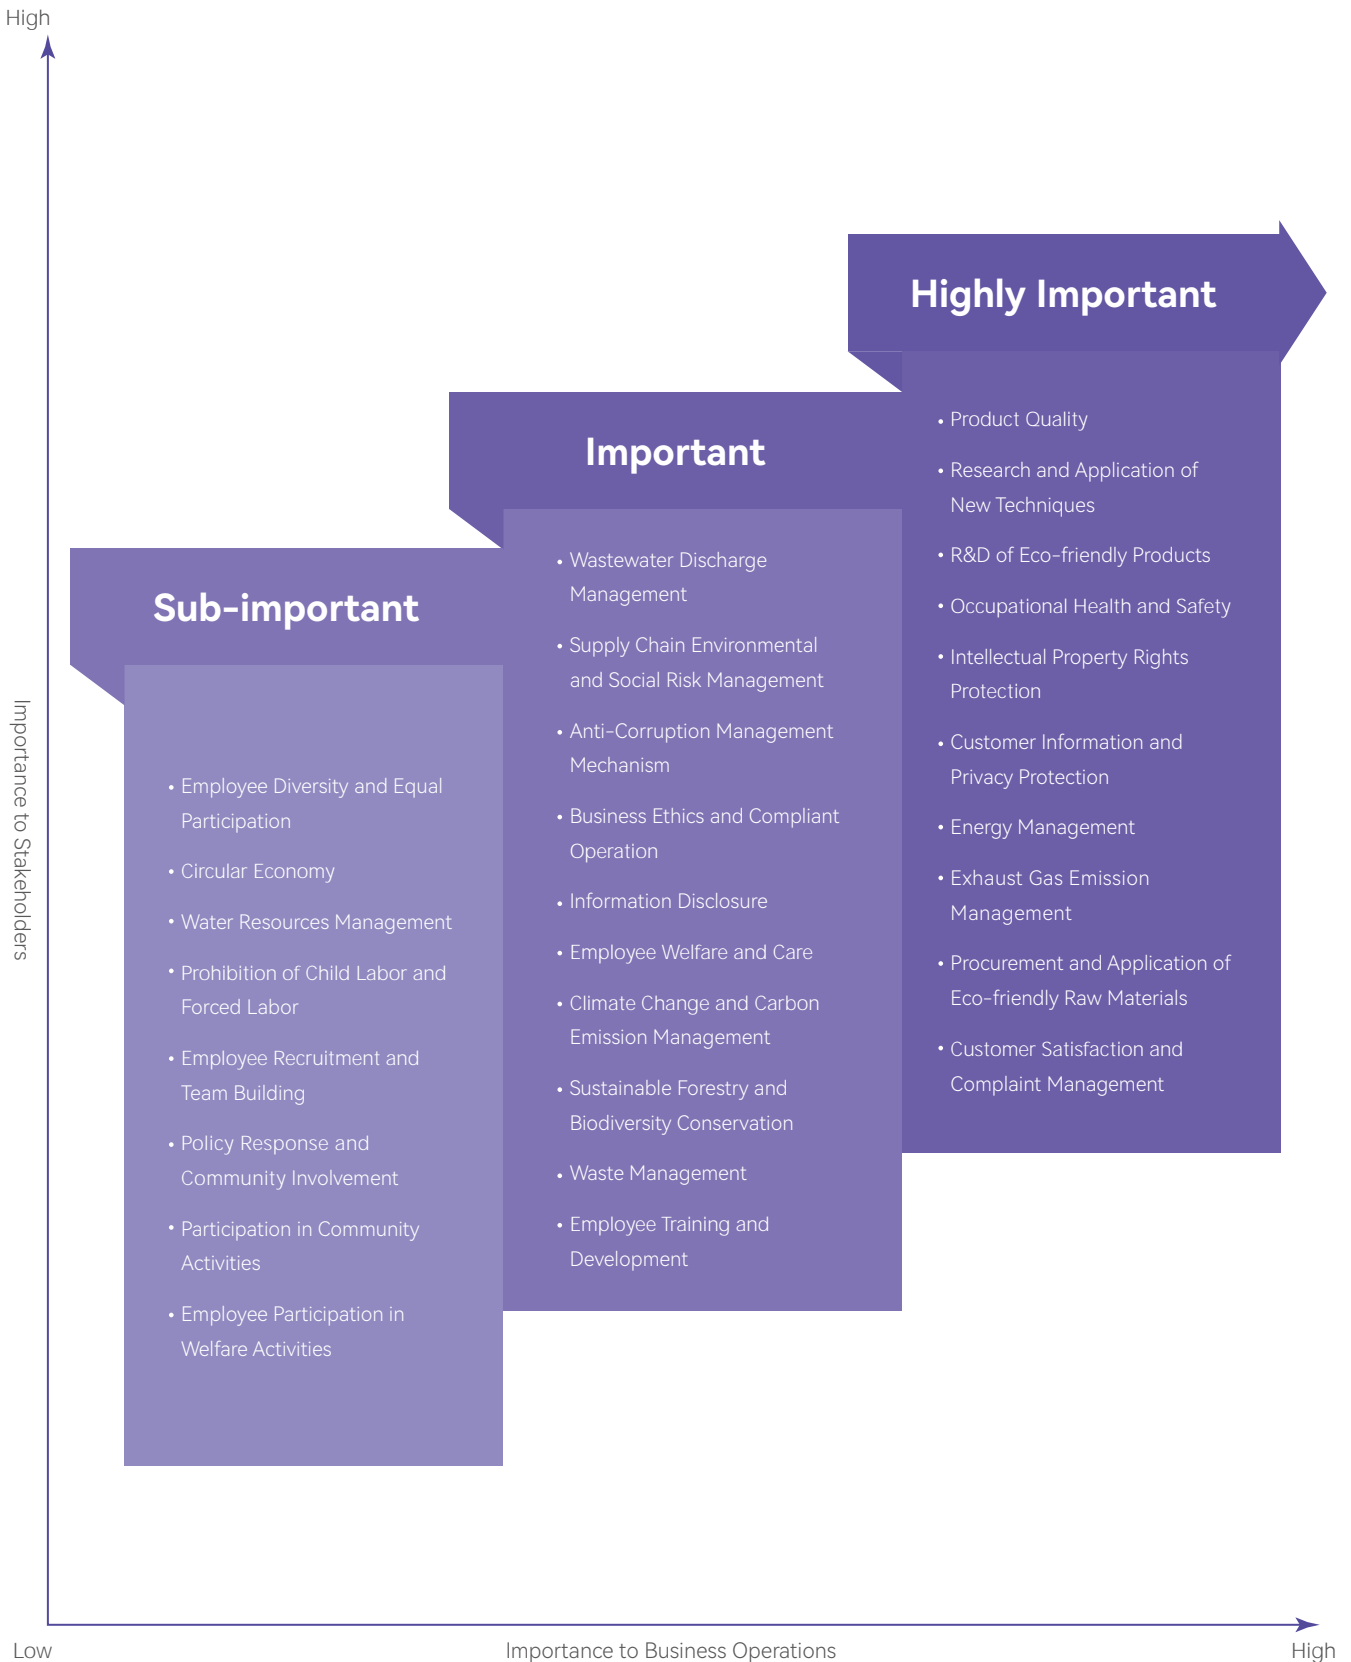 High
Highly Important
• Product Quality
• Research and Application of
New Techniques
• R&D of Eco-friendly Products
• Occupational Health and Safety
• Intellectual Property Rights
Protection
• Customer Information and
Privacy Protection
• Energy Management
• Exhaust Gas Emission
Management
• Procurement and Application of
Eco-friendly Raw Materials
• Customer Satisfaction and
Complaint Management
Important
• Wastewater Discharge
Management
• Supply Chain Environmental
and Social Risk Management
• Anti-Corruption Management
Mechanism
• Business Ethics and Compliant
Operation
• Information Disclosure
• Employee Welfare and Care
• Climate Change and Carbon
Emission Management
• Sustainable Forestry and
Biodiversity Conservation
• Waste Management
• Employee Training and
Development
Sub-important
• Employee Diversity and Equal
Participation
• Circular Economy
• Water Resources Management
• Prohibition of Child Labor and
Forced Labor
• Employee Recruitment and
Team Building
• Policy Response and
Community Involvement
• Participation in Community
Activities
• Employee Participation in
Welfare Activities
Importance to Stakeholders
Low
Importance to Business Operations
High